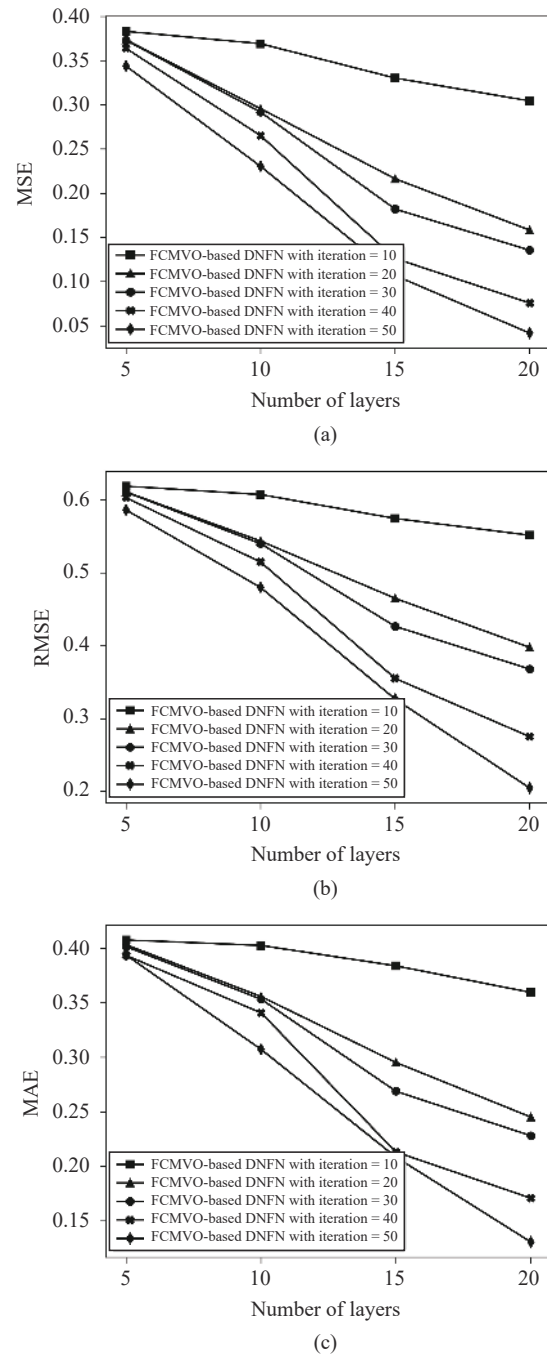 0.40
0.35
0.30
0.25
0.20
0.15
0.10
0.05
MSE
FCMVO-based DNFN with iteration = 10
FCMVO-based DNFN with iteration = 20
FCMVO-based DNFN with iteration = 30
FCMVO-based DNFN with iteration = 40
FCMVO-based DNFN with iteration = 50
5 10 15 20
Number of layers
(a)
0.6
0.5
0.4
0.3
0.2
RMSE
FCMVO-based DNFN with iteration = 10
FCMVO-based DNFN with iteration = 20
FCMVO-based DNFN with iteration = 30
FCMVO-based DNFN with iteration = 40
FCMVO-based DNFN with iteration = 50
5 10 15 20
Number of layers
(b)
0.40
0.35
0.30
0.25
0.20
0.15
MAE
FCMVO-based DNFN with iteration = 10
FCMVO-based DNFN with iteration = 20
FCMVO-based DNFN with iteration = 30
FCMVO-based DNFN with iteration = 40
FCMVO-based DNFN with iteration = 50
5 10 15 20
Number of layers
(c)